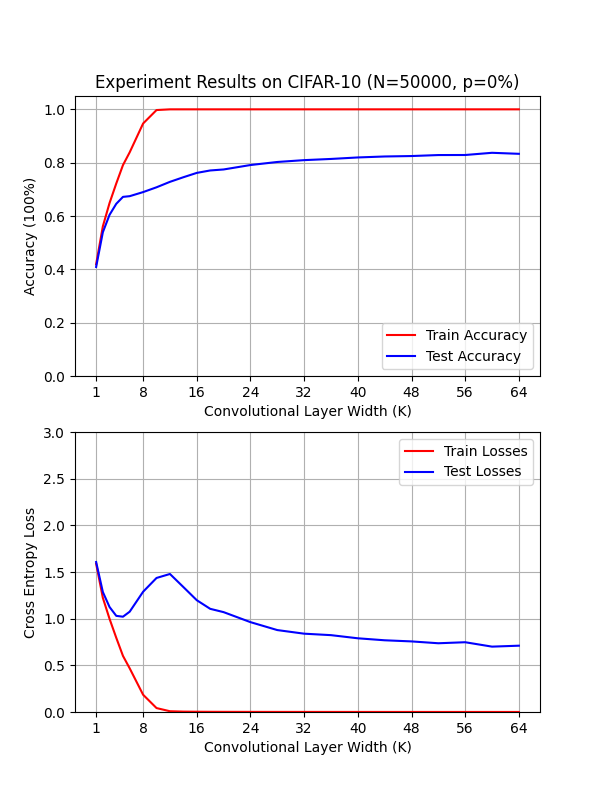 Experiment Results on CIFAR-10 (N=50000, p=0%)
1.0
0.8
0.6
0.4
0.2
0.0
Accuracy (100%)
Train Accuracy
Test Accuracy
1 8 16 24 32 40 48 56 64
Convolutional Layer Width (K)
3.0
2.5
2.0
1.5
1.0
0.5
0.0
Cross Entropy Loss
Train Losses
Test Losses
1 8 16 24 32 40 48 56 64
Convolutional Layer Width (K)